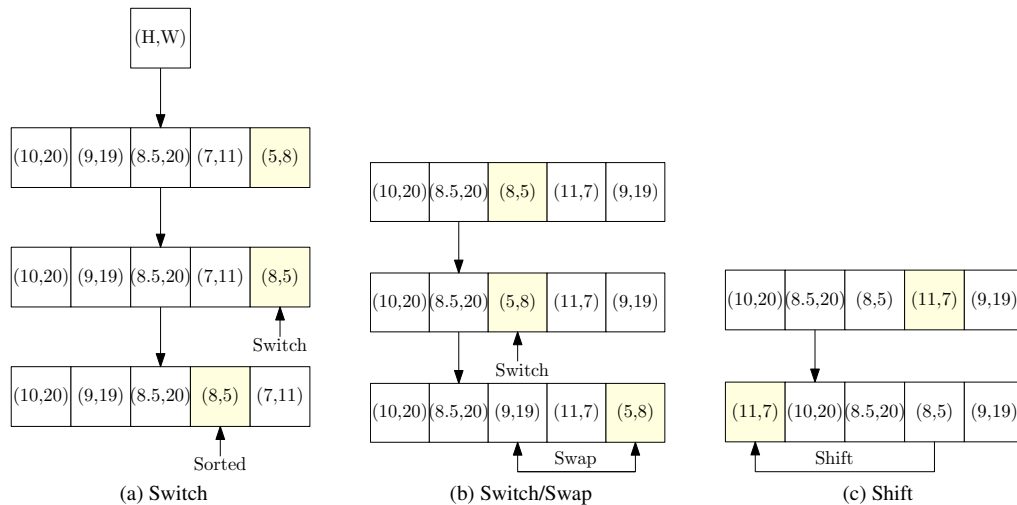 (H,W)
(10,20) (9,19) (8.5,20) (7,11) (5,8)
(10,20) (9,19) (8.5,20) (7,11) (8,5)
Switch
(10,20) (9,19) (8.5,20) (8,5) (7,11)
Sorted
(a) Switch
(10,20) (8.5,20) (8,5) (11,7) (9,19)
(10,20) (8.5,20) (5,8) (11,7) (9,19)
Switch
(10,20) (8.5,20) (9,19) (11,7) (5,8)
Swap
(b) Switch/Swap
(10,20) (8.5,20) (8,5) (11,7) (9,19)
(11,7) (10,20) (8.5,20) (8,5) (9,19)
Shift
(c) Shift